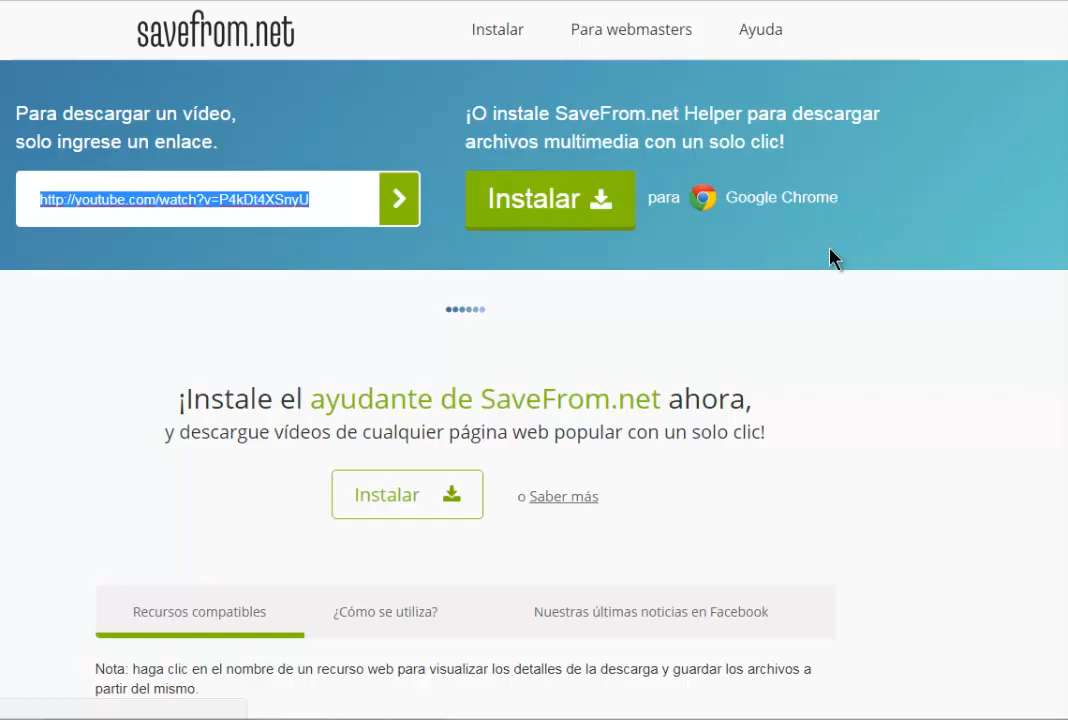 savefrom.net
Instalar Para webmasters Ayuda
Para descargar un vídeo,
solo ingrese un enlace.
http://youtube.com/watch?v=P4kDt4XSnyU
¡O instale SaveFrom.net Helper para descargar
archivos multimedia con un solo clic!
Instalar para Google Chrome
¡Instale el ayudante de SaveFrom.net ahora,
y descargue vídeos de cualquier página web popular con un solo clic!
Instalar o Saber más
Recursos compatibles ¿Cómo se utiliza? Nuestras últimas noticias en Facebook
Nota: haga clic en el nombre de un recurso web para visualizar los detalles de la descarga y guardar los archivos a
partir del mismo.